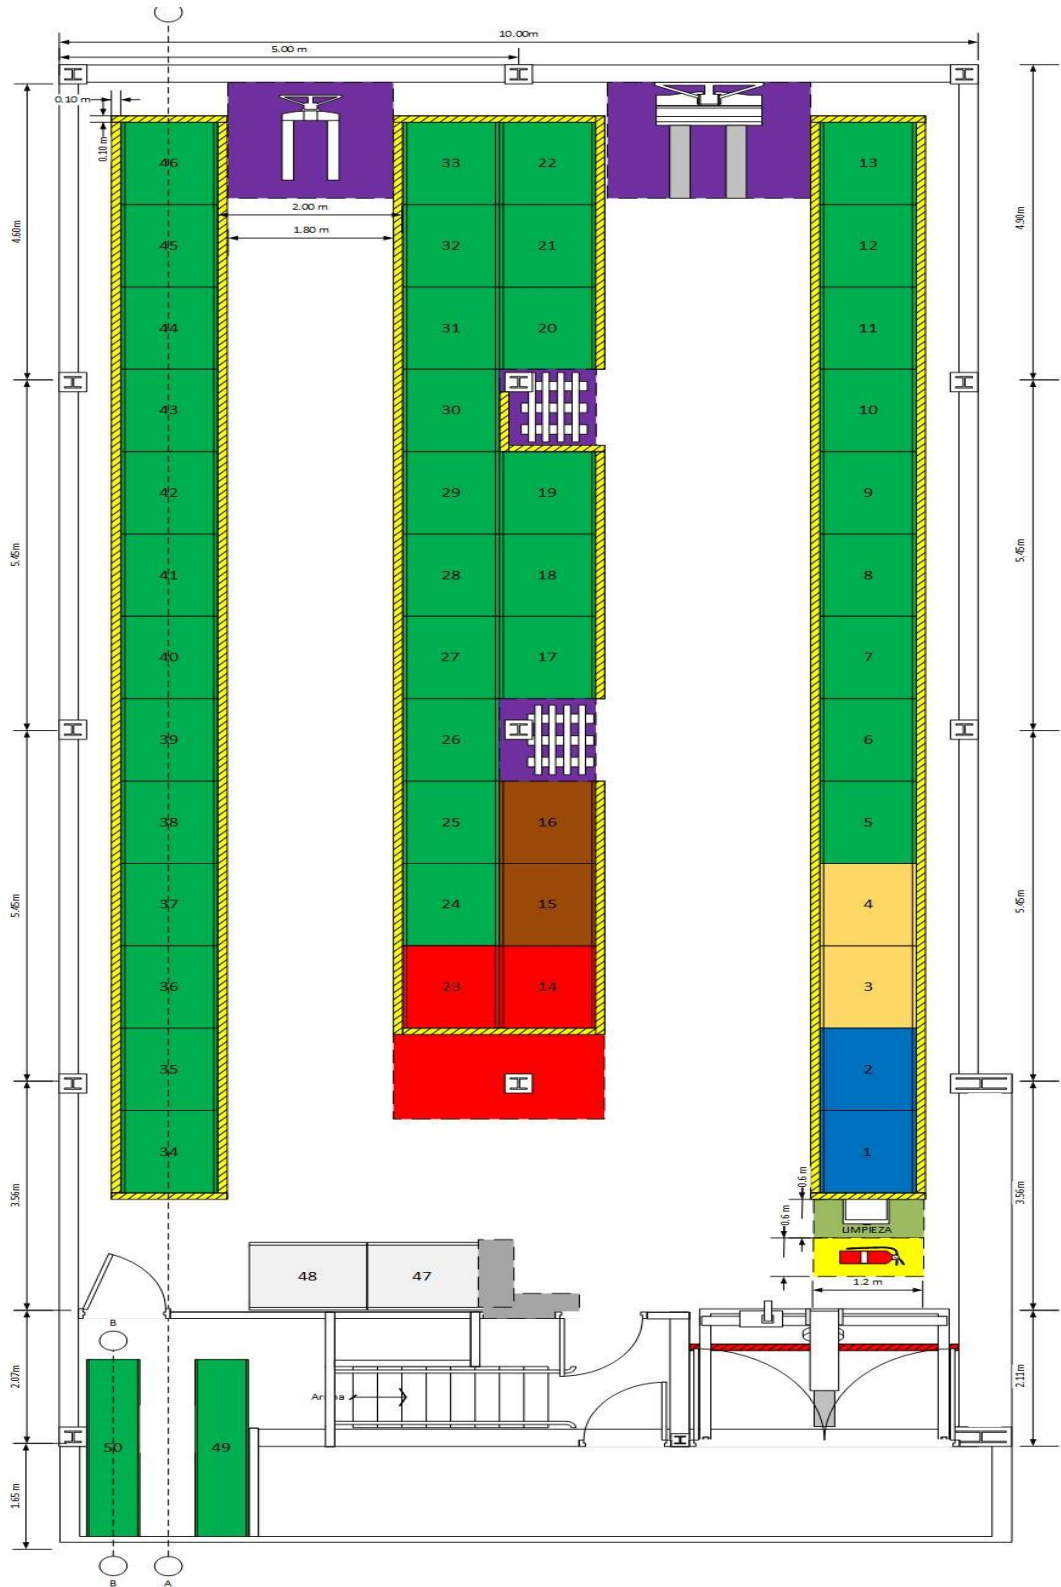 10.00m
5.00 m
0.10 m
0.10 m
46 33 22 13
2.00 m
4.60m
4.90m
45 1.80 m 32 21 12
44 31 20 11
43 30 10
42 29 19 9
5.45m
5.45m
41 28 18 8
40 27 17 7
39 26 6
38 25 16 5
37 24 15 4
5.45m
5.45m
36 23 14 3
35 2
34 1
3.56m
3.56m
0.6 m
LIMPIEZA
0.6 m
48 47
1.2 m
B
2.07m
2.11m
Arriba
50 49
1.65 m
B A